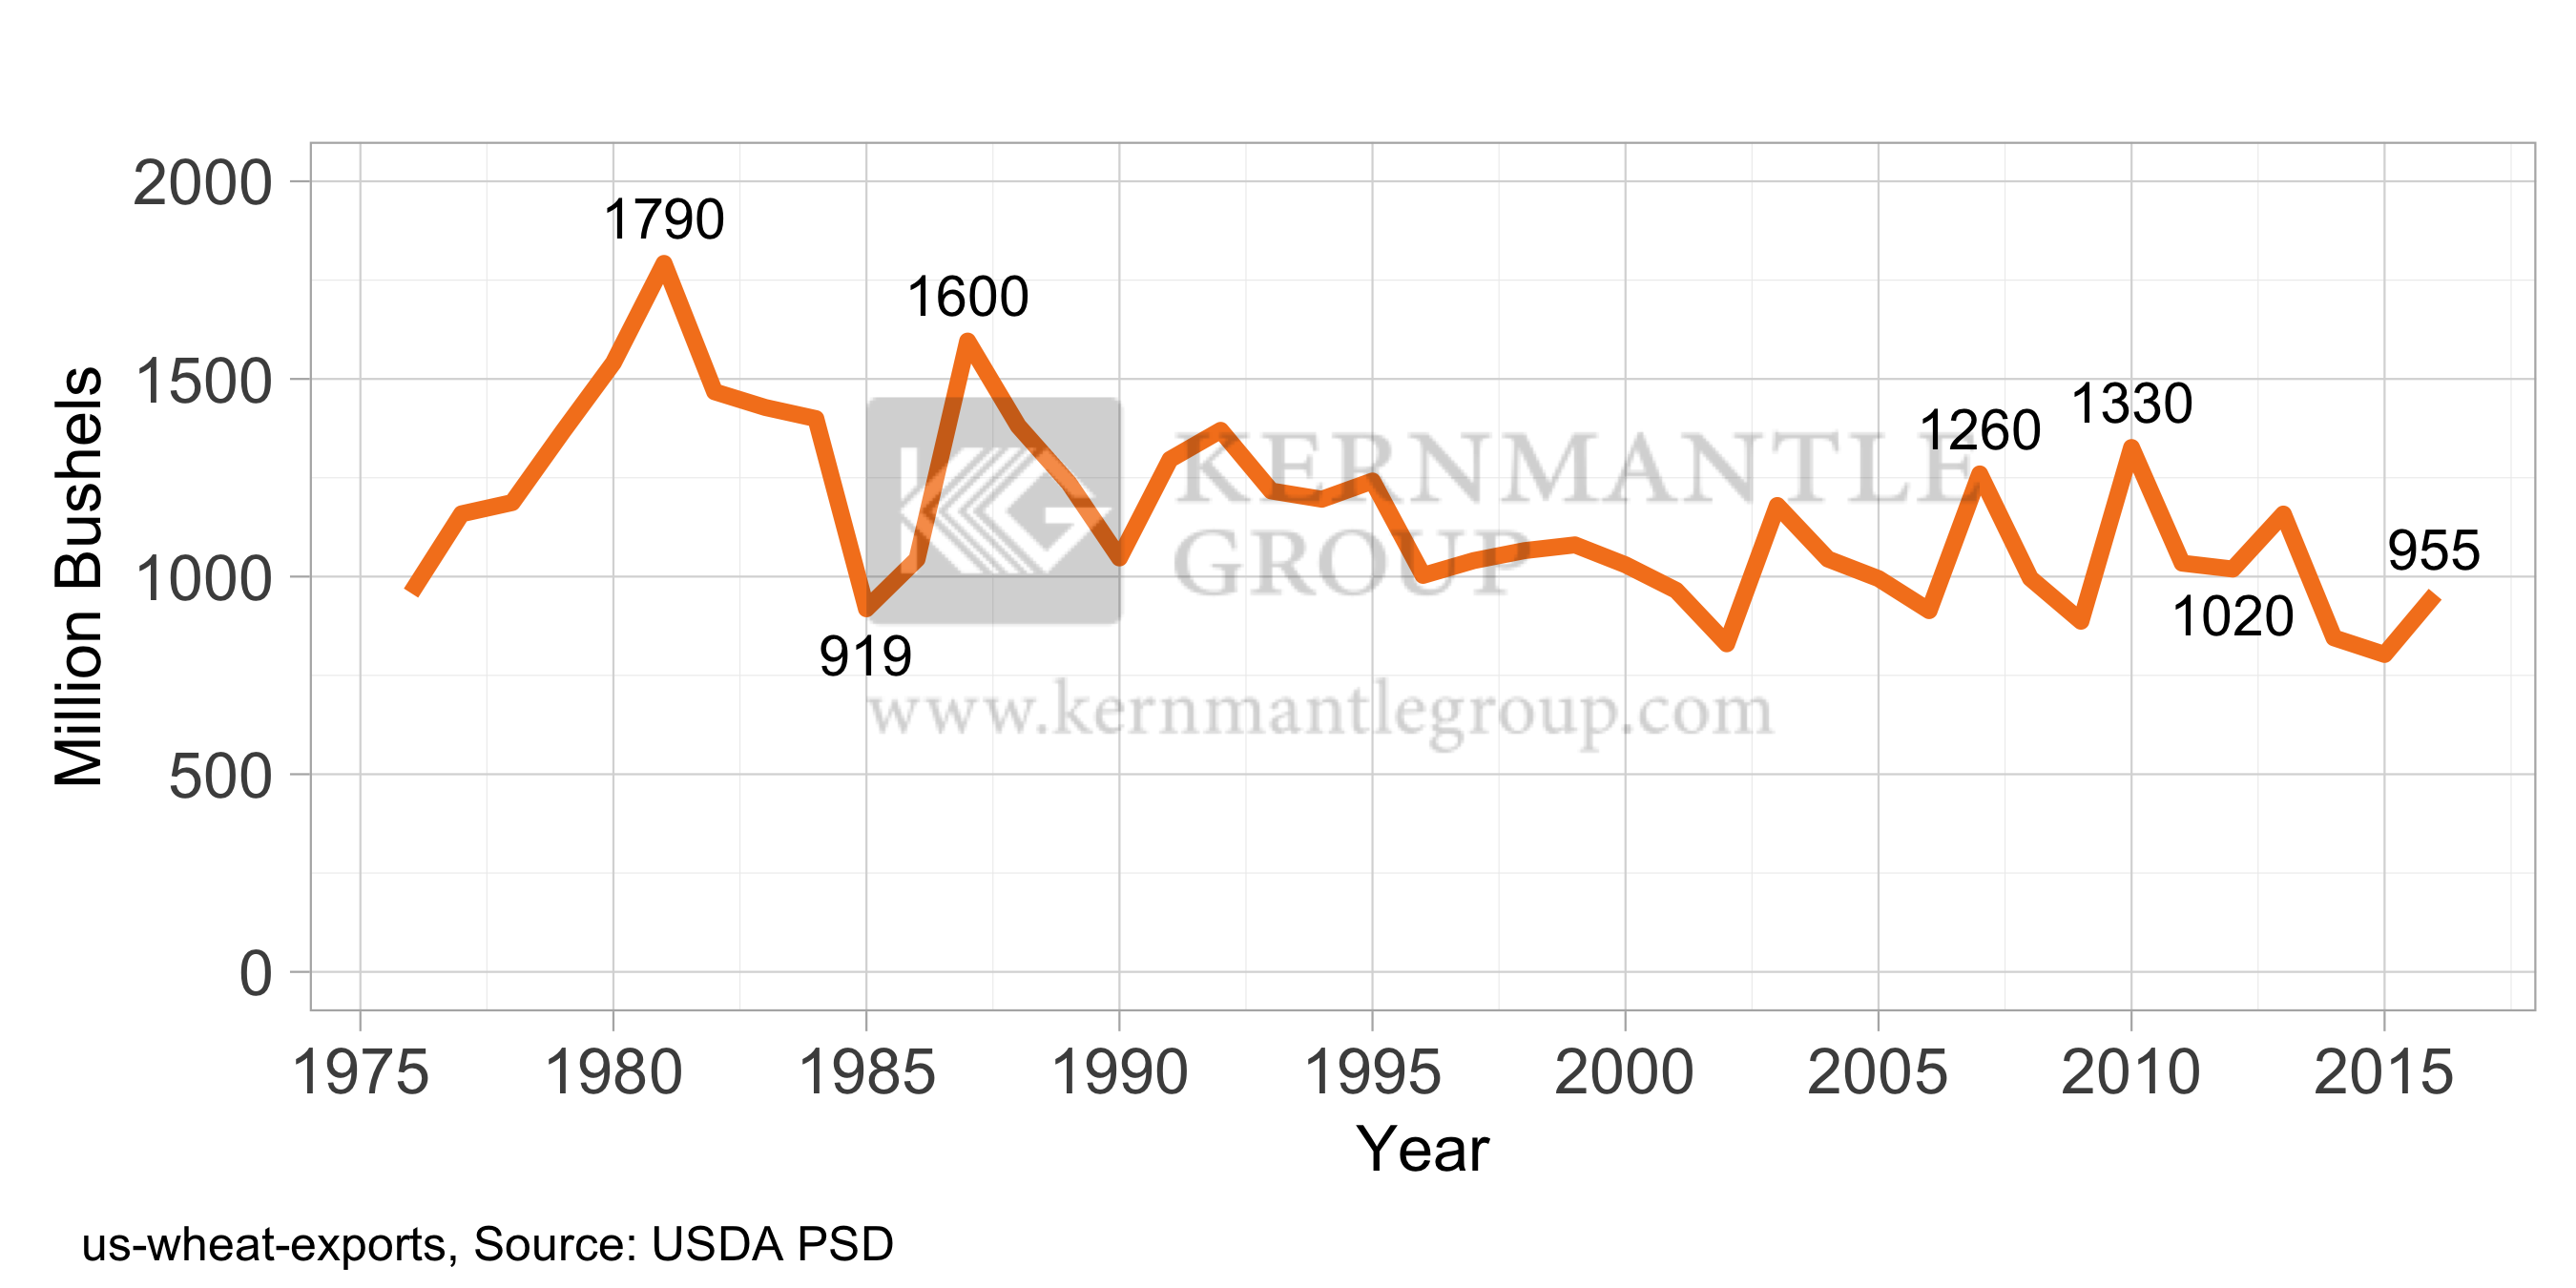 2000
1790
1600
1500
1330
1260
KERNMANTLE
KG
GROUP
1000
955
1020
919
www.kernmantlegroup.com
500
0
Million Bushels
1975 1980 1985 1990 1995 2000 2005 2010 2015
Year
us-wheat-exports, Source: USDA PSD